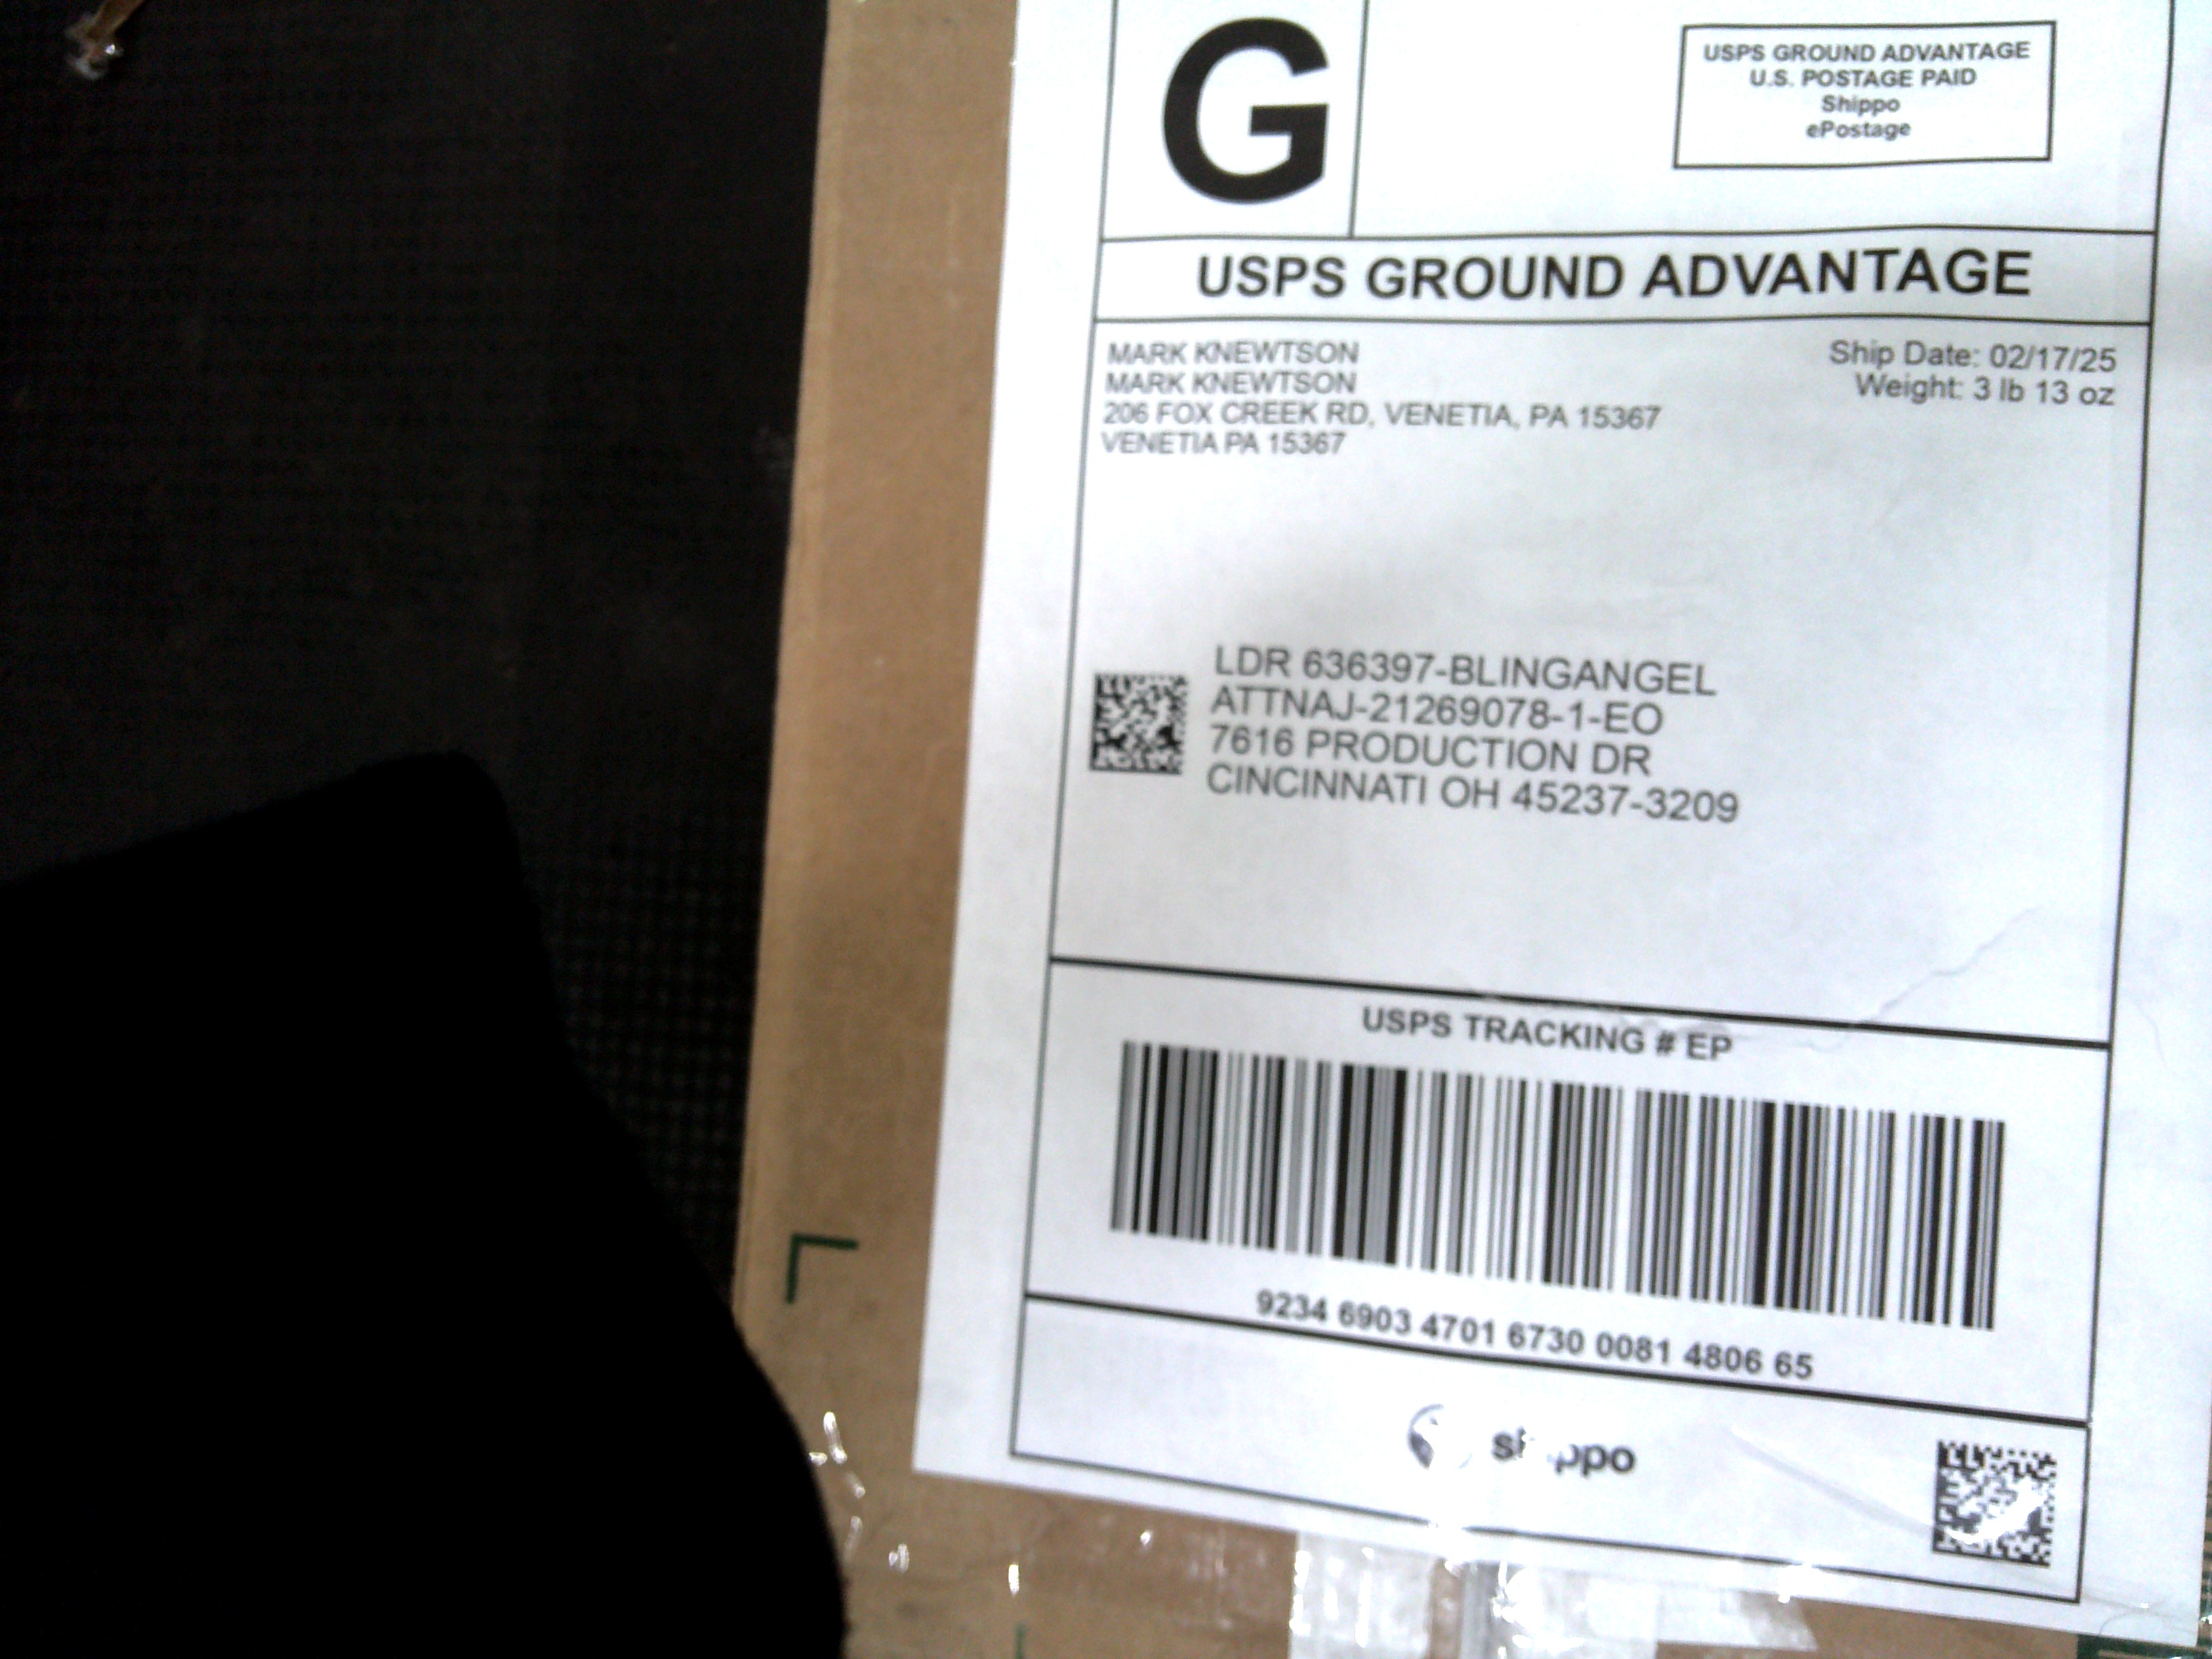 G
USPS GROUND ADVANTAGE
U.S. POSTAGE PAID
Shippo
ePostage
USPS GROUND ADVANTAGE
MARK KNEWTSON
MARK KNEWTSON
206 FOX CREEK RD, VENETIA, PA 15367
VENETIA PA 15367
Ship Date: 02/17/25
Weight: 3 lb 13 oz
LDR 636397-BLINGANGEL
ATTNAJ-21269078-1-EO
7616 PRODUCTION DR
CINCINNATI OH 45237-3209
USPS TRACKING # EP
9234 6903 4701 6730 0081 4806 65
shippo